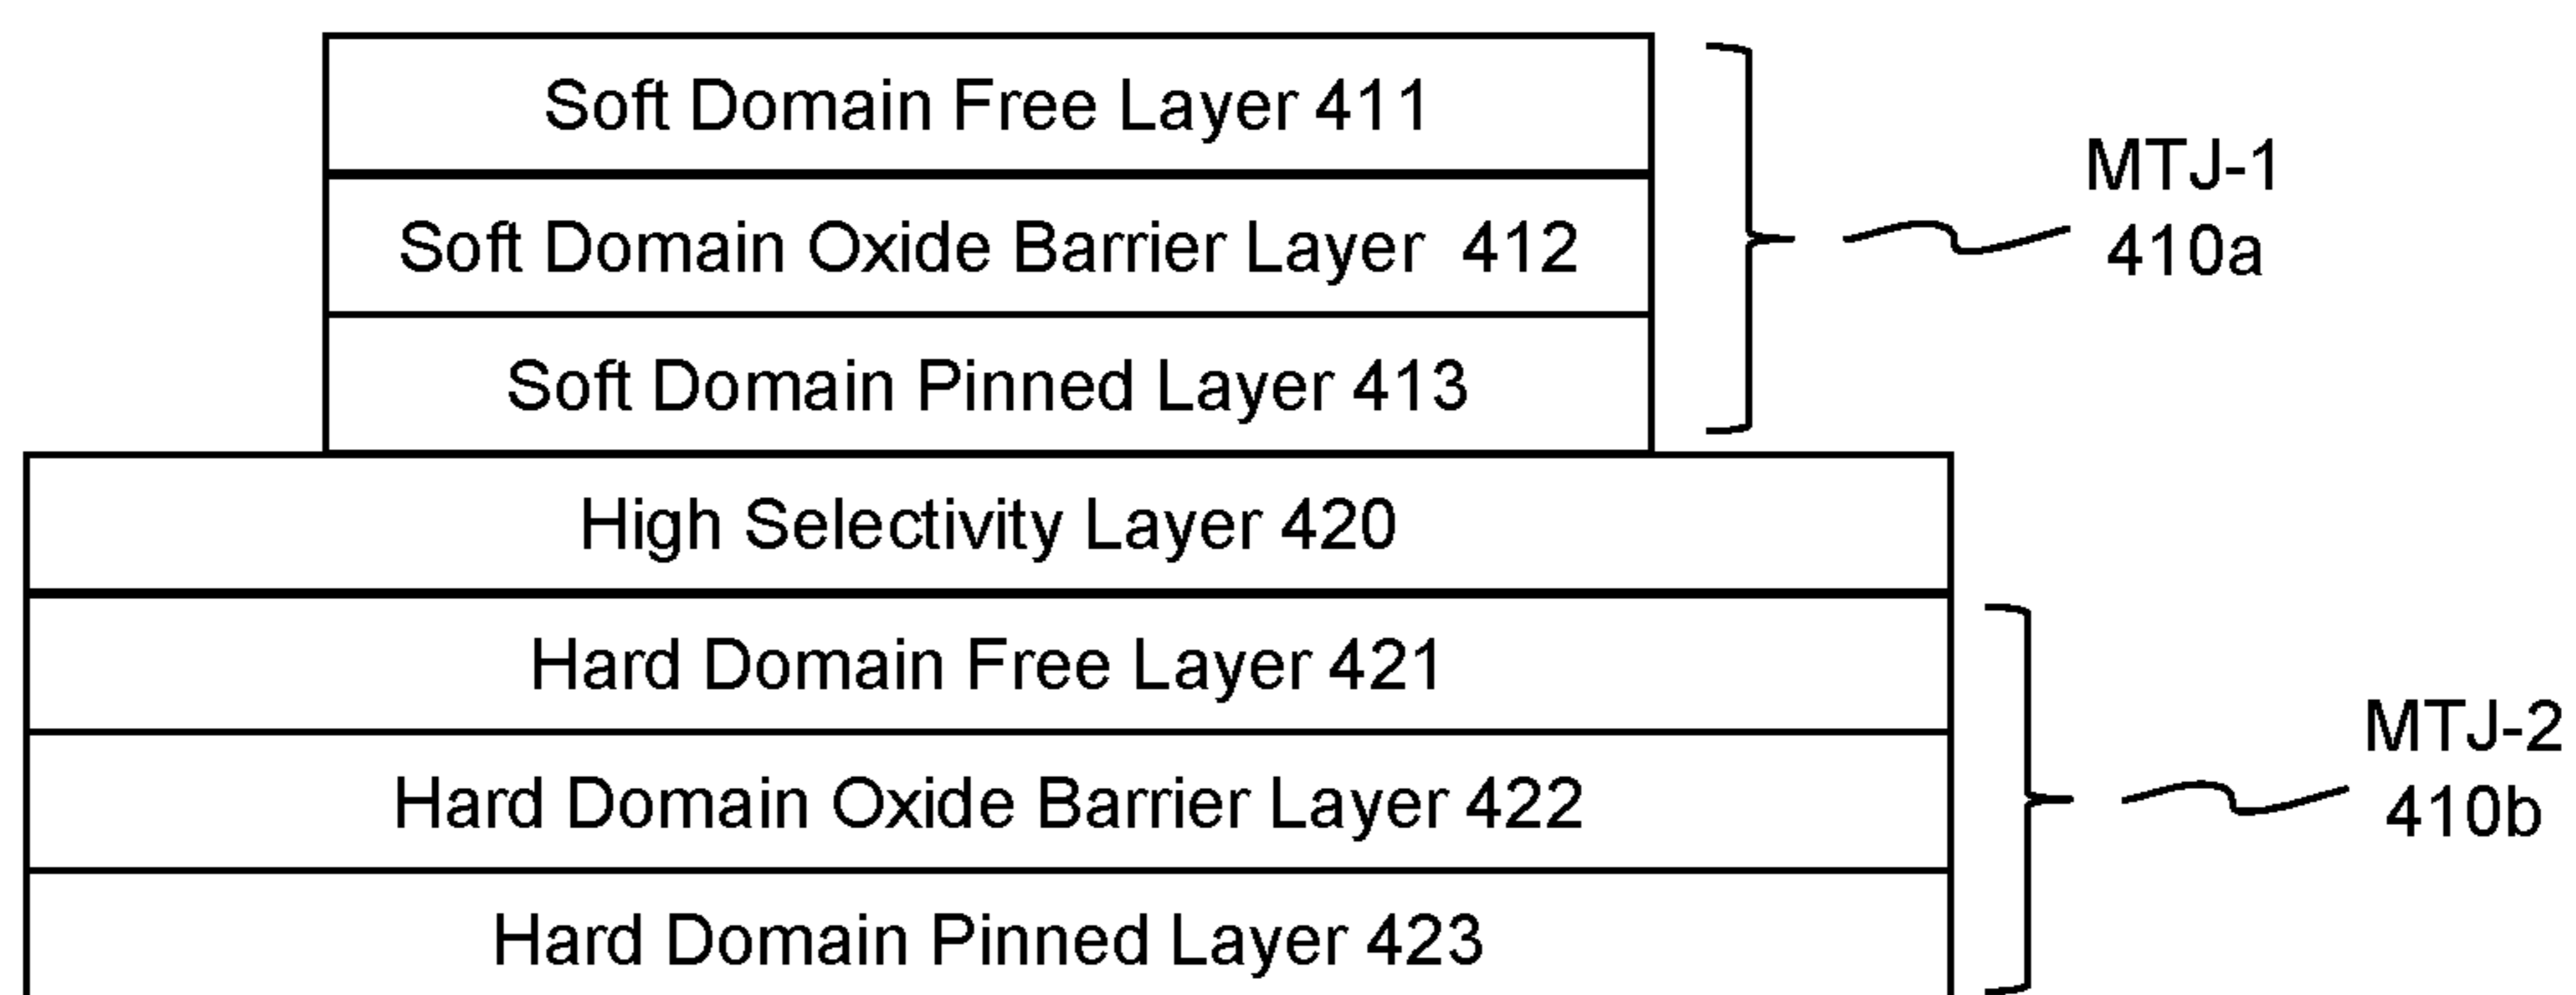 Soft Domain Free Layer 411
Soft Domain Oxide Barrier Layer 412
Soft Domain Pinned Layer 413
MTJ-1
410a
High Selectivity Layer 420
Hard Domain Free Layer 421
Hard Domain Oxide Barrier Layer 422
Hard Domain Pinned Layer 423
MTJ-2
410b